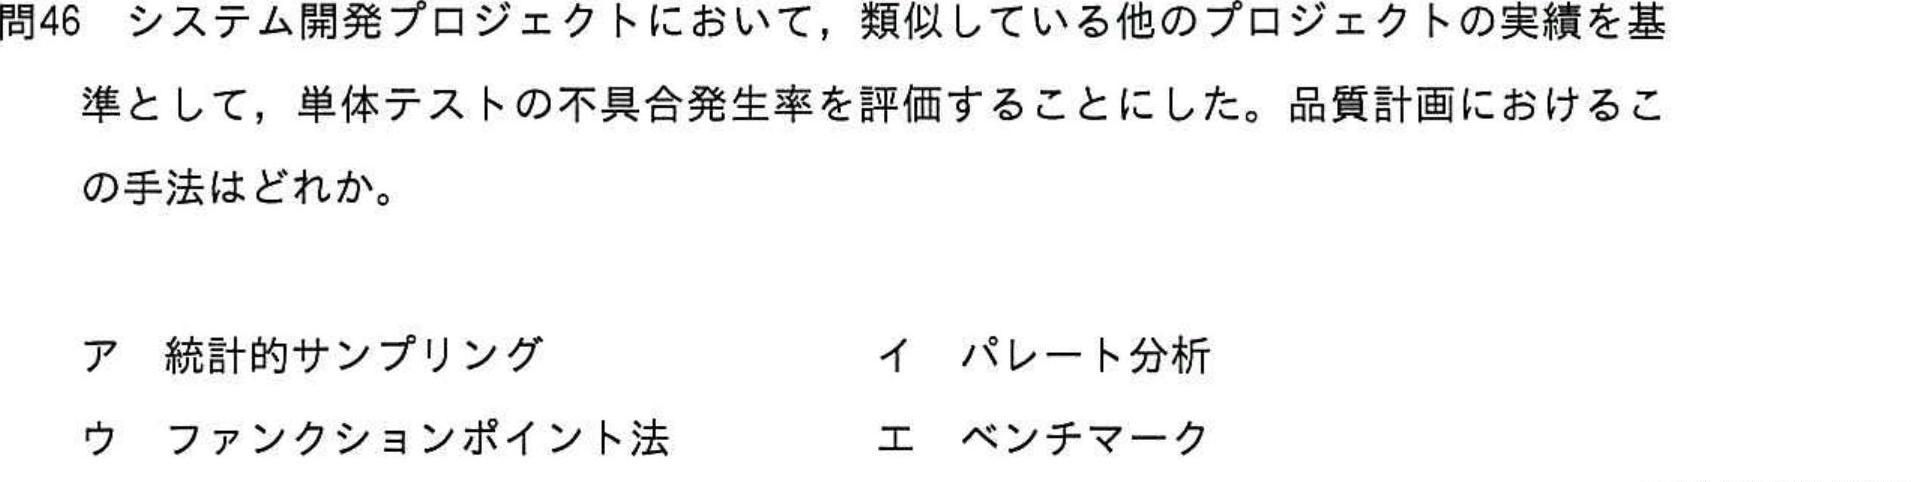 問46　システム開発プロジェクトにおいて，類似している他のプロジェクトの実績を基
準として，単体テストの不具合発生率を評価することにした。品質計画におけるこ
の手法はどれか。
ア　統計的サンプリング　　　　イ　パレート分析
ウ　ファンクションポイント法　　　　エ　ベンチマーク